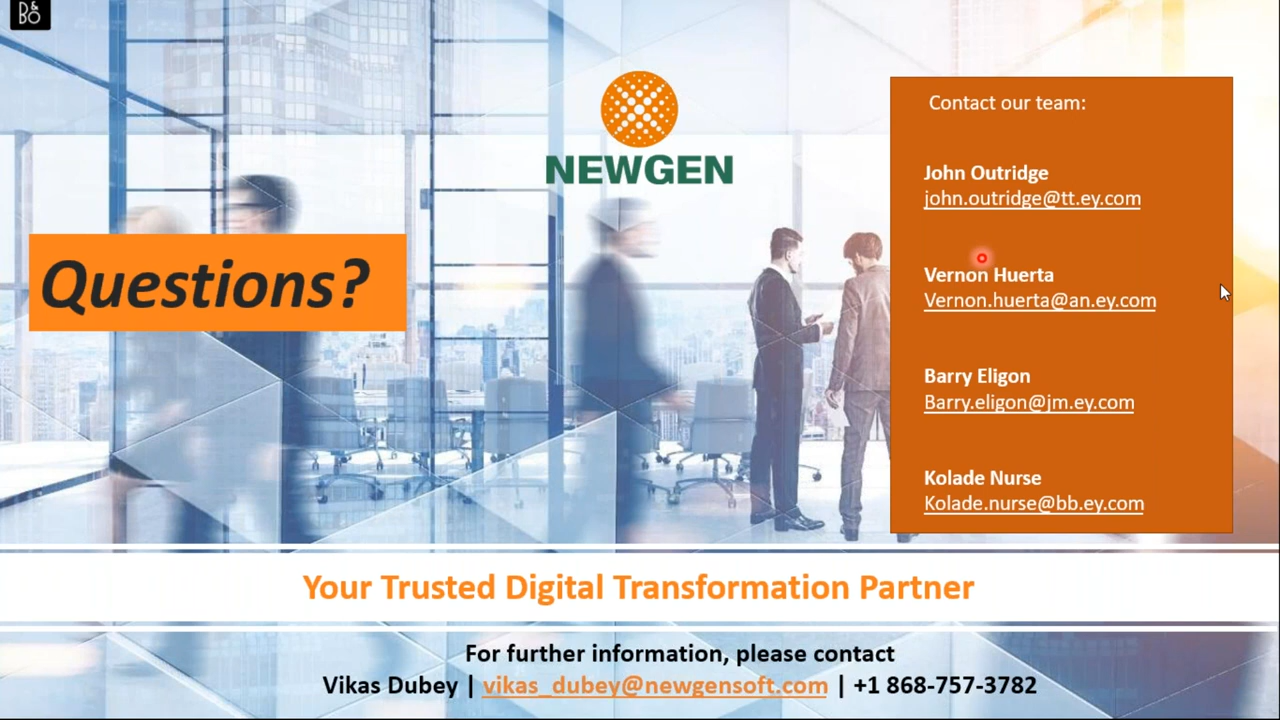 B&O
NEWGEN
Questions?
Contact our team:
John Outridge
john.outridge@tt.ey.com
Vernon Huerta
Vernon.huerta@an.ey.com
Barry Eligon
Barry.eligon@jm.ey.com
Kolade Nurse
Kolade.nurse@bb.ey.com
Your Trusted Digital Transformation Partner
For further information, please contact
Vikas Dubey | vikas_dubey@newgensoft.com | +1 868-757-3782